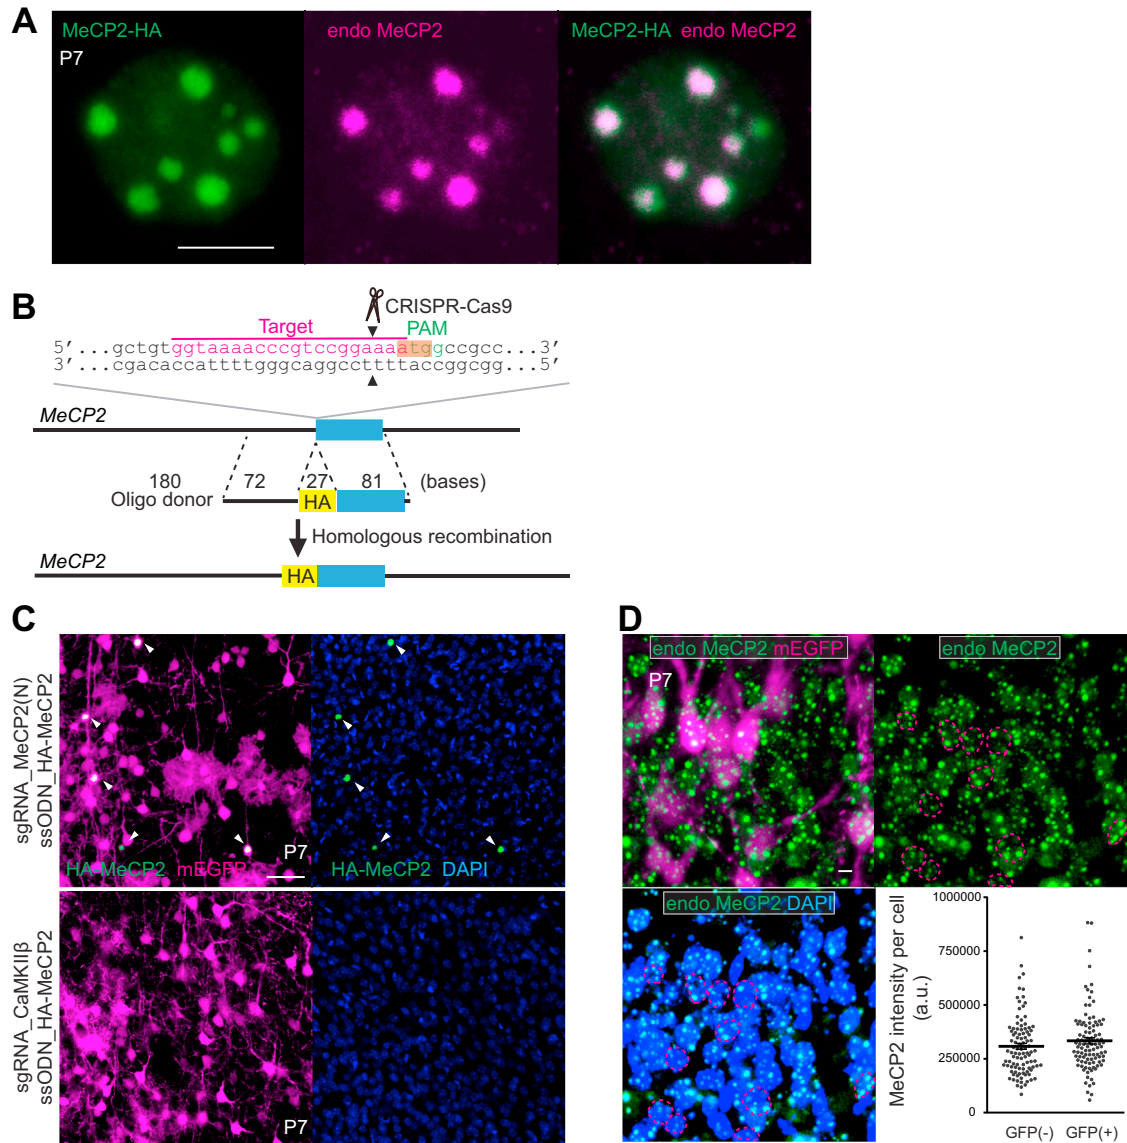 A
MeCP2-HA
P7
endo MeCP2
MeCP2-HA endo MeCP2
B
CRISPR-Cas9
Target
PAM
5’ ...gctgtggtaaaacccgtccggaaaatggccgcc...3’
3’...cgacaccattttgggcaggccttttaccggcgg...5’
MeCP2
180 72 27 81 (bases)
Oligo donor
HA
Homologous recombination
MeCP2
HA
C
sgRNA_MeCP2(N)
ssODN_HA-MeCP2
P7
HA-MeCP2 mEGFP
HA-MeCP2 DAPI
sgRNA_CaMKIIβ
ssODN_HA-MeCP2
P7
D
endo MeCP2 mEGFP
P7
endo MeCP2
endo MeCP2 DAPI
MeCP2 intensity per cell
(a.u.)
1000000
750000
500000
250000
0
GFP(-) GFP(+)